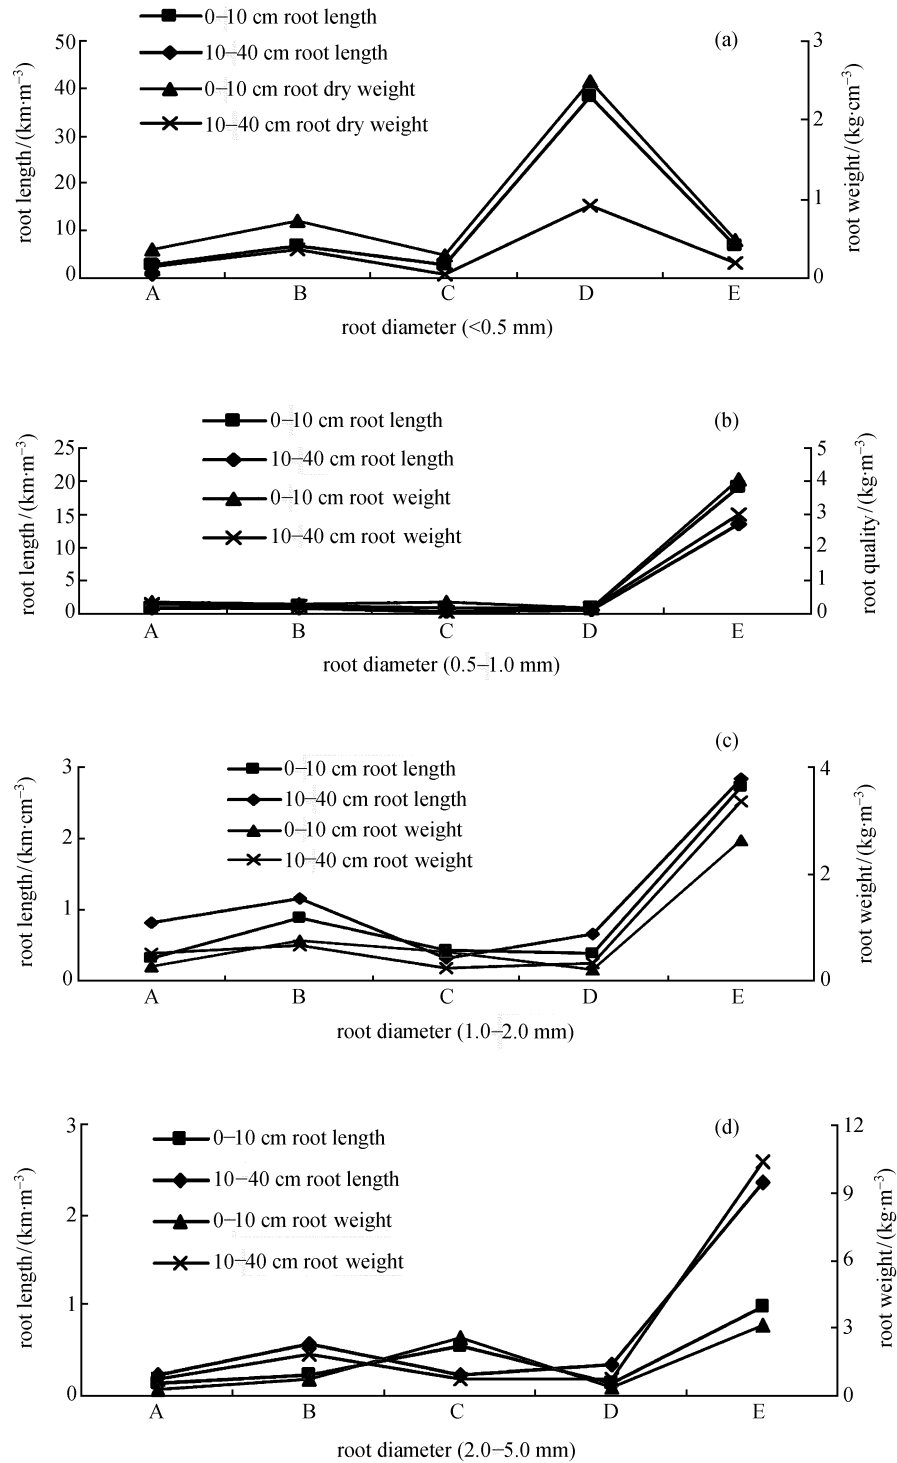 0−10 cm root length
10−40 cm root length
0−10 cm root dry weight
10−40 cm root dry weight
(a)
root length/(km·m⁻³)
50
40
30
20
10
0
3
2
1
0
root weight/(kg·cm⁻³)
A B C D E
root diameter (<0.5 mm)
0−10 cm root length
10−40 cm root length
0−10 cm root weight
10−40 cm root weight
(b)
root length/(km·m⁻³)
25
20
15
10
5
0
5
4
3
2
1
0
root quality/(kg·m⁻³)
A B C D E
root diameter (0.5−1.0 mm)
(c)
0−10 cm root length
10−40 cm root length
0−10 cm root weight
10−40 cm root weight
root length/(km·cm⁻³)
3
2
1
0
4
2
0
root weight/(kg·m⁻³)
A B C D E
root diameter (1.0−2.0 mm)
(d)
0−10 cm root length
10−40 cm root length
0−10 cm root weight
10−40 cm root weight
root length/(km·m⁻³)
3
2
1
0
12
9
6
3
0
root weight/(kg·m⁻³)
A B C D E
root diameter (2.0−5.0 mm)